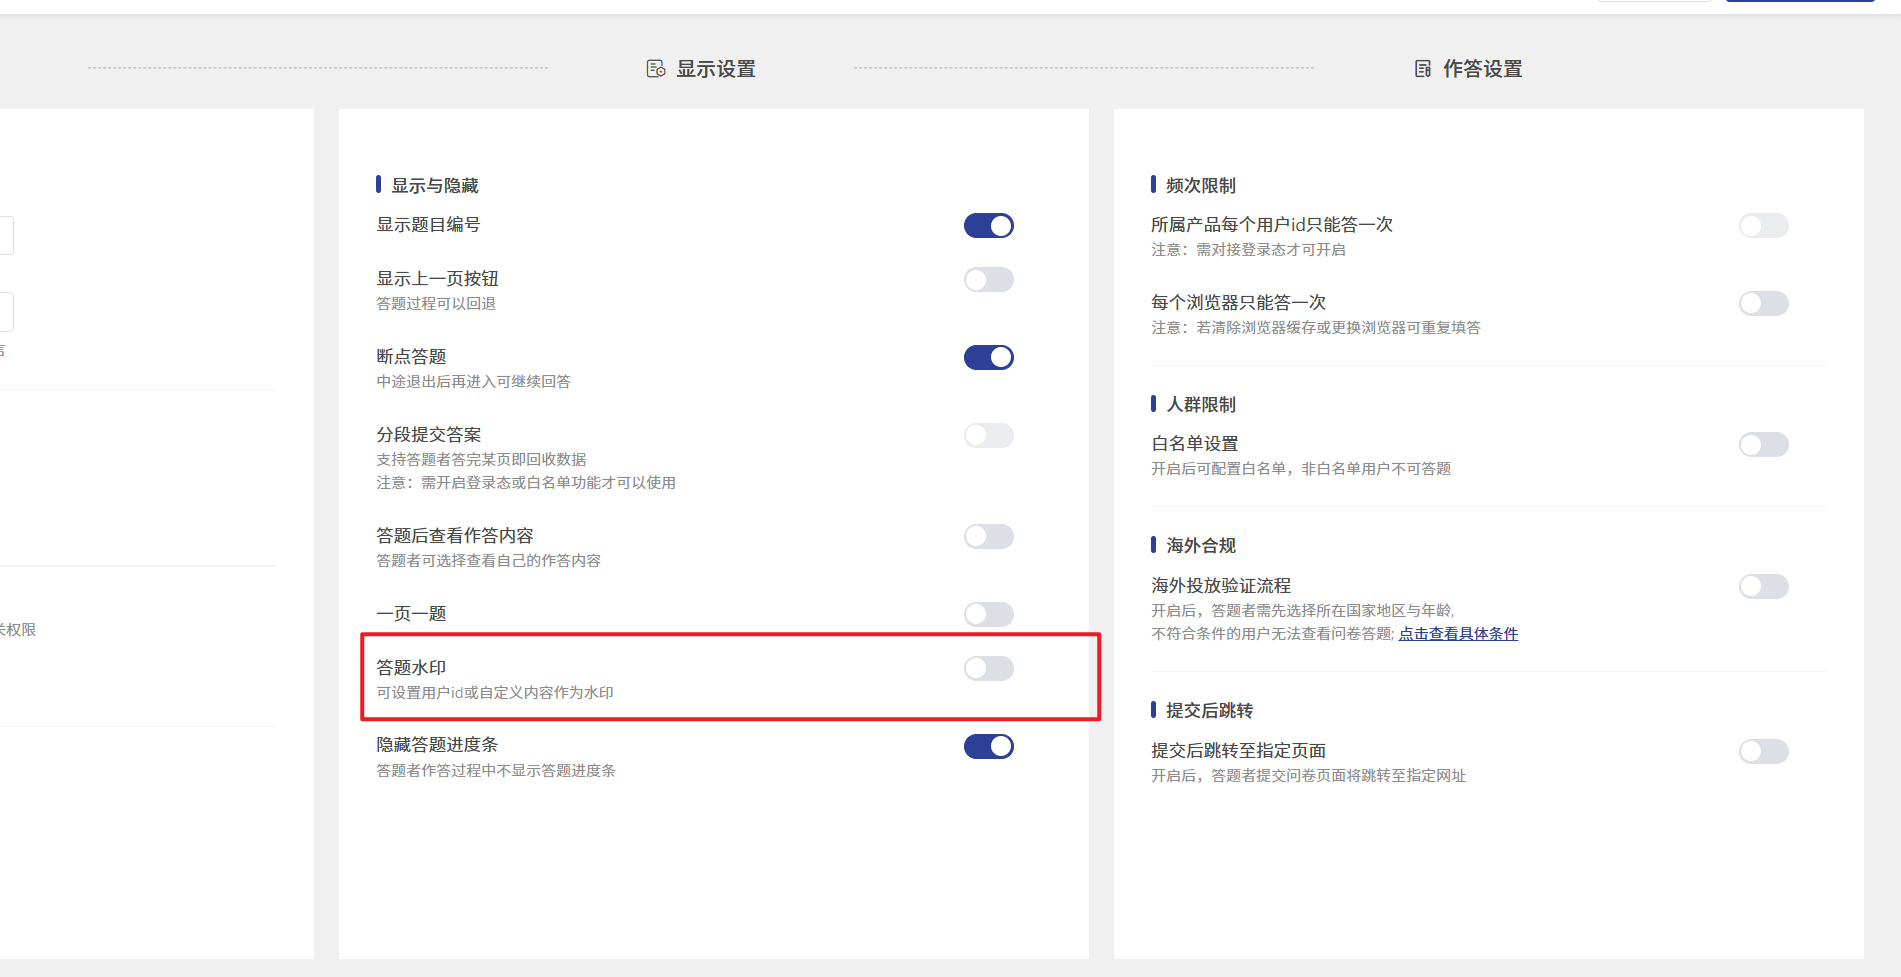 显示设置
作答设置
言
关权限
显示与隐藏
显示题目编号
显示上一页按钮
答题过程可以回退
断点答题
中途退出后再进入可继续回答
分段提交答案
支持答题者答完某页即回收数据
注意：需开启登录态或白名单功能才可以使用
答题后查看作答内容
答题者可选择查看自己的作答内容
一页一题
答题水印
可设置用户id或自定义内容作为水印
隐藏答题进度条
答题者作答过程中不显示答题进度条
频次限制
所属产品每个用户id只能答一次
注意：需对接登录态才可开启
每个浏览器只能答一次
注意：若清除浏览器缓存或更换浏览器可重复填答
人群限制
白名单设置
开启后可配置白名单，非白名单用户不可答题
海外合规
海外投放验证流程
开启后，答题者需先选择所在国家地区与年龄,
不符合条件的用户无法查看问卷答题; 点击查看具体条件
提交后跳转
提交后跳转至指定页面
开启后，答题者提交问卷页面将跳转至指定网址